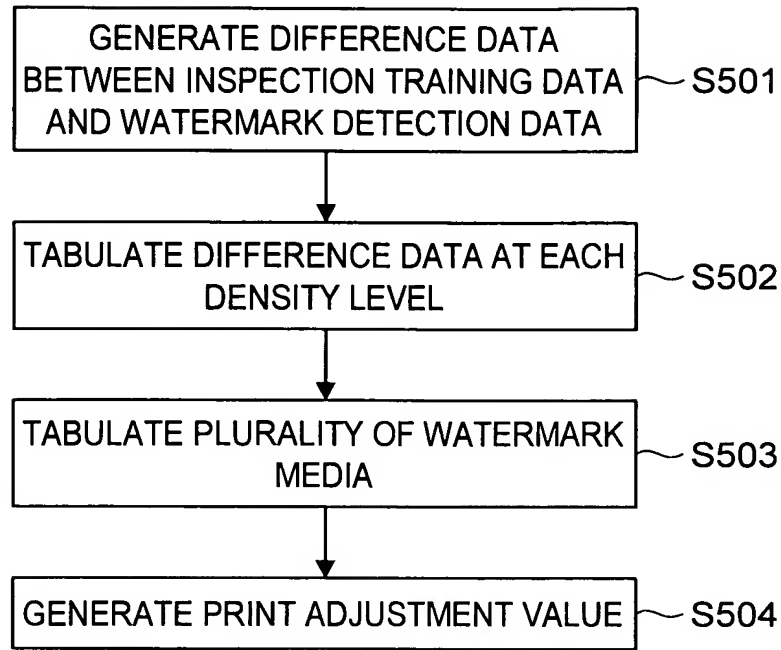 GENERATE DIFFERENCE DATA
BETWEEN INSPECTION TRAINING DATA
AND WATERMARK DETECTION DATA
S501
TABULATE DIFFERENCE DATA AT EACH
DENSITY LEVEL
S502
TABULATE PLURALITY OF WATERMARK
MEDIA
S503
GENERATE PRINT ADJUSTMENT VALUE
S504